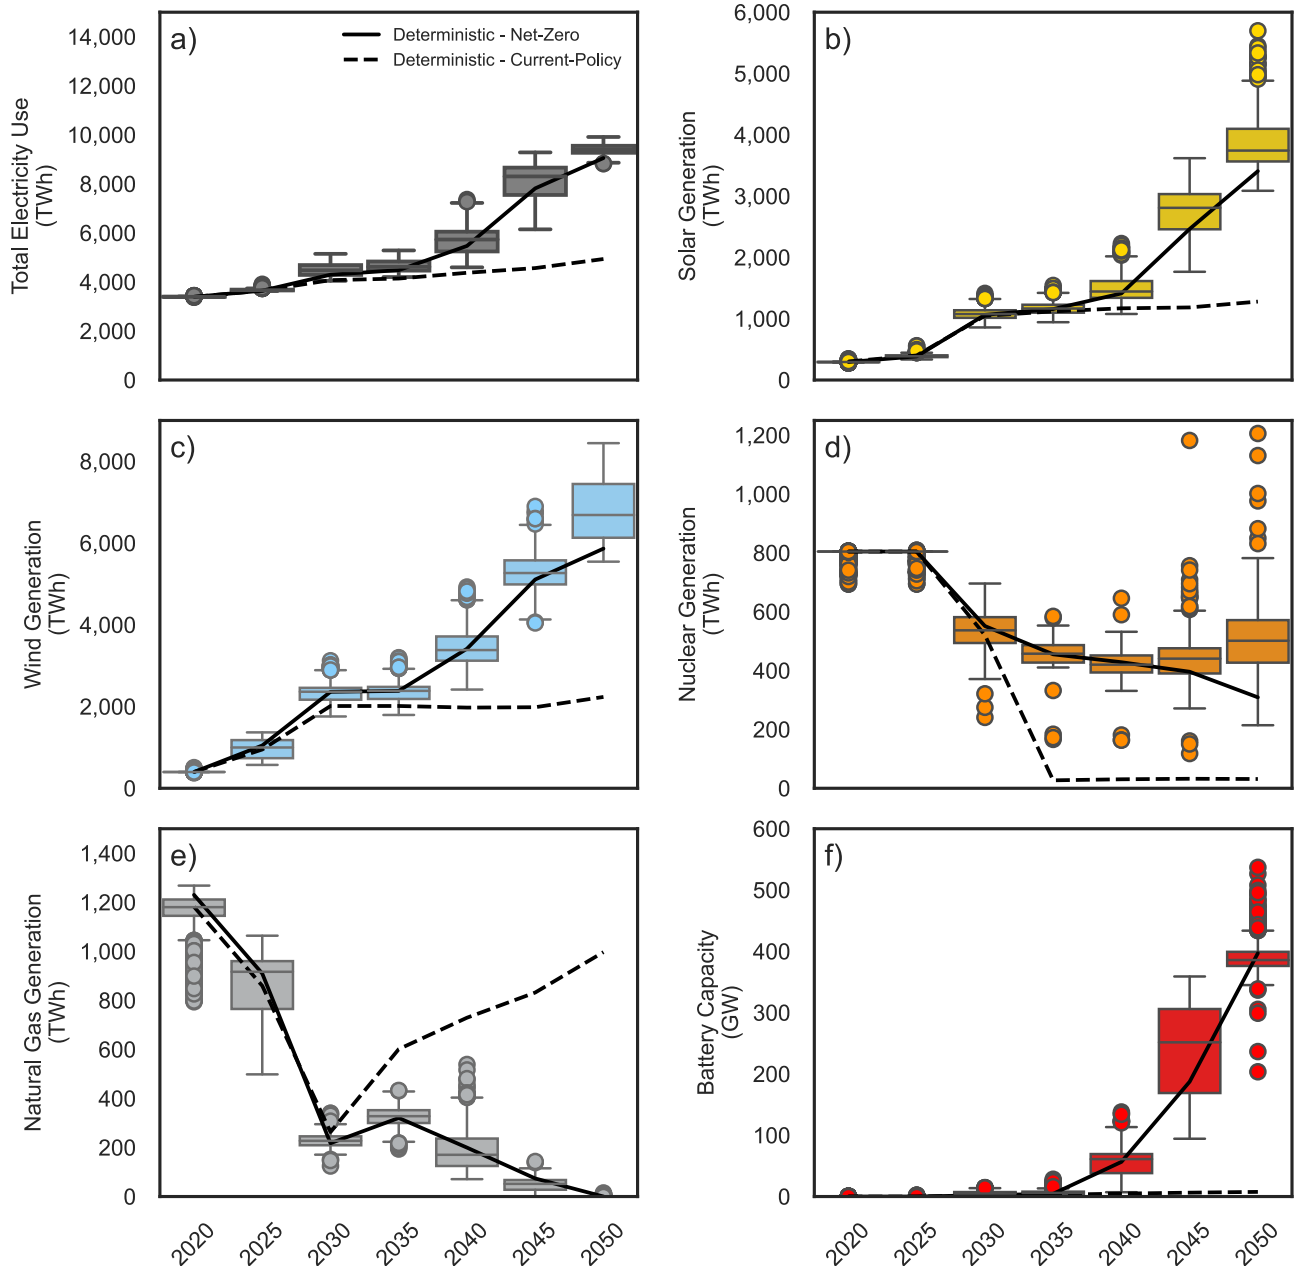 a)
Deterministic - Net-Zero
Deterministic - Current-Policy
Total Electricity Use
(TWh)
14,000
12,000
10,000
8,000
6,000
4,000
2,000
0
b)
Solar Generation
(TWh)
6,000
5,000
4,000
3,000
2,000
1,000
0
c)
Wind Generation
(TWh)
8,000
6,000
4,000
2,000
0
d)
Nuclear Generation
(TWh)
1,200
1,000
800
600
400
200
0
e)
Natural Gas Generation
(TWh)
1,400
1,200
1,000
800
600
400
200
0
2020
2025
2030
2035
2040
2045
2050
f)
Battery Capacity
(GW)
600
500
400
300
200
100
0
2020
2025
2030
2035
2040
2045
2050